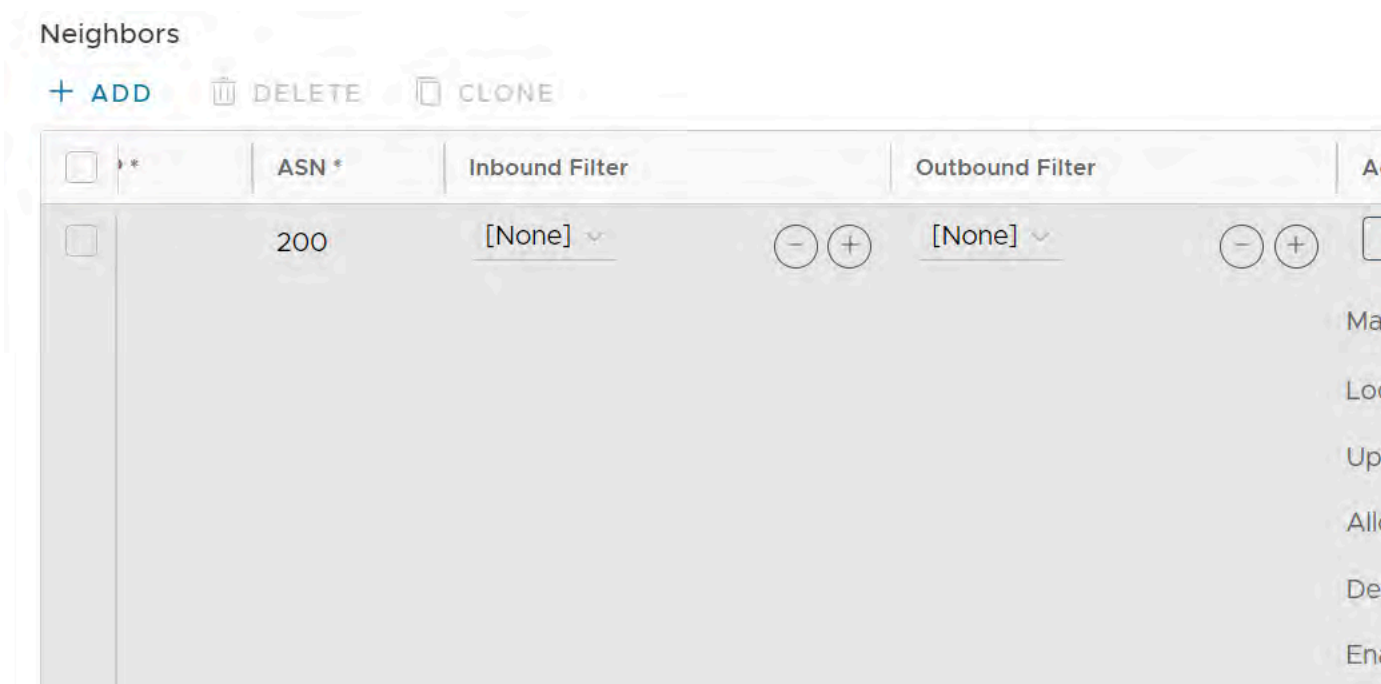 Neighbors
+ ADD DELETE CLONE
* ASN * Inbound Filter Outbound Filter
200 [None] [None]